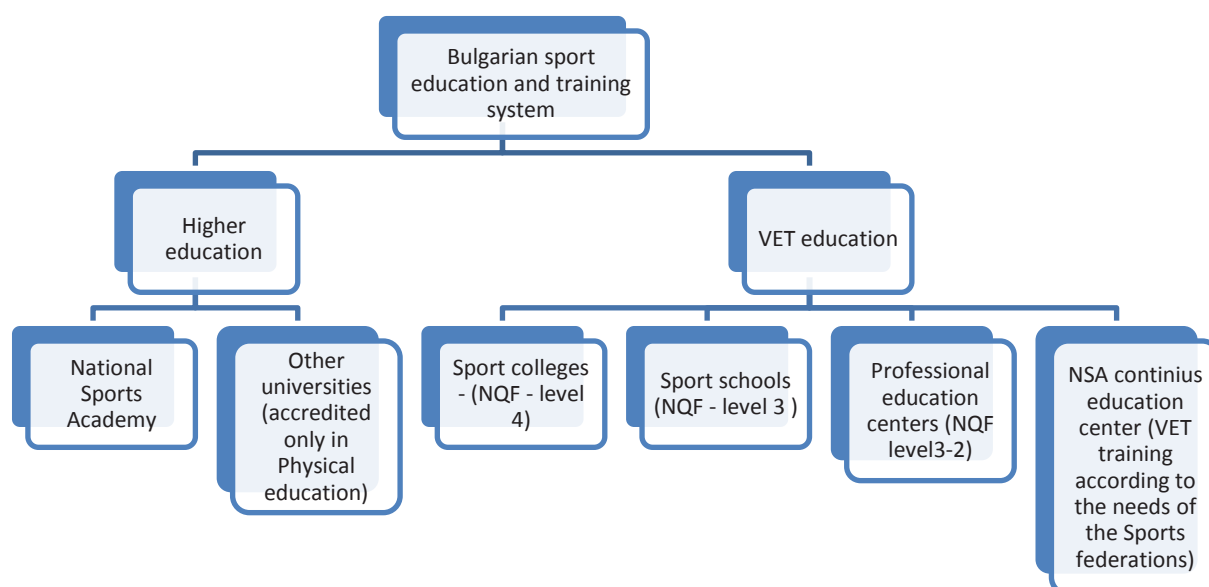 Bulgarian sport
education and training
system
Higher
education
VET education
National
Sports
Academy
Other
universities
(accredited
only in
Physical
education)
Sport colleges
- (NQF - level
4)
Sport schools
(NQF - level 3 )
Professional
education
centers (NQF
level3-2)
NSA continius
education
center (VET
training
according to
the needs of
the Sports
federations)